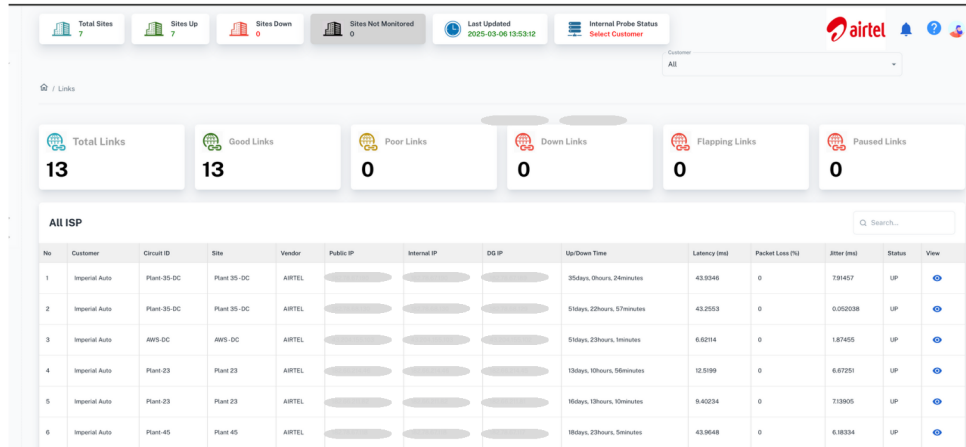 Total Sites
7
Sites Up
7
Sites Down
0
Sites Not Monitored
0
Last Updated
2025-03-06 13:53:12
Internal Probe Status
Select Customer
airtel
?
Customer
All
/ Links
Total Links
13
Good Links
13
Poor Links
0
Down Links
0
Flapping Links
0
Paused Links
0
All ISP
Search...
No Customer Circuit ID Site Vendor Public IP Internal IP DG IP Up/Down Time Latency (ms) Packet Loss (%) Jitter (ms) Status View
1 Imperial Auto Plant-35-DC Plant 35-DC AIRTEL 35days, 0hours, 24minutes 43.9346 0 7.91457 UP
2 Imperial Auto Plant-35-DC Plant 35-DC AIRTEL 51days, 22hours, 57minutes 43.2553 0 0.052038 UP
3 Imperial Auto AWS-DC AWS-DC AIRTEL 51days, 23hours, 1minutes 6.62114 0 1.87455 UP
4 Imperial Auto Plant-23 Plant 23 AIRTEL 13days, 10hours, 56minutes 12.5199 0 6.67251 UP
5 Imperial Auto Plant-23 Plant 23 AIRTEL 16days, 13hours, 10minutes 9.40234 0 7.13905 UP
6 Imperial Auto Plant-45 Plant 45 AIRTEL 18days, 23hours, 5minutes 43.9648 0 6.18334 UP